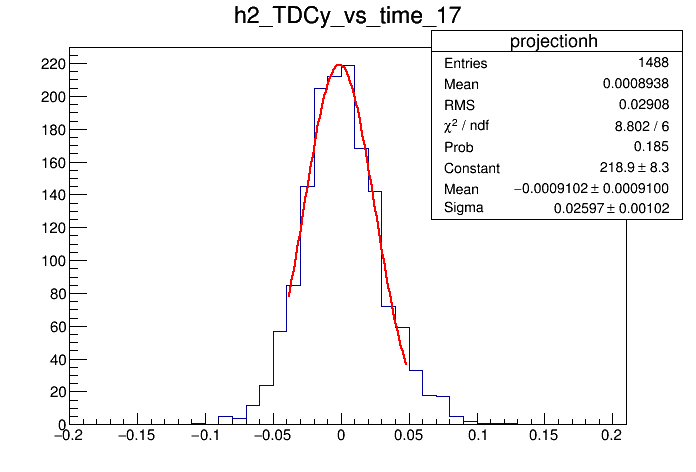 h2_TDCy_vs_time_17
projectionh
Entries 1488
Mean 0.0008938
RMS 0.02908
χ² / ndf 8.802 / 6
Prob 0.185
Constant 218.9 ± 8.3
Mean −0.0009102 ± 0.0009100
Sigma 0.02597 ± 0.00102
220
200
180
160
140
120
100
80
60
40
20
0
−0.2 −0.15 −0.1 −0.05 0 0.05 0.1 0.15 0.2